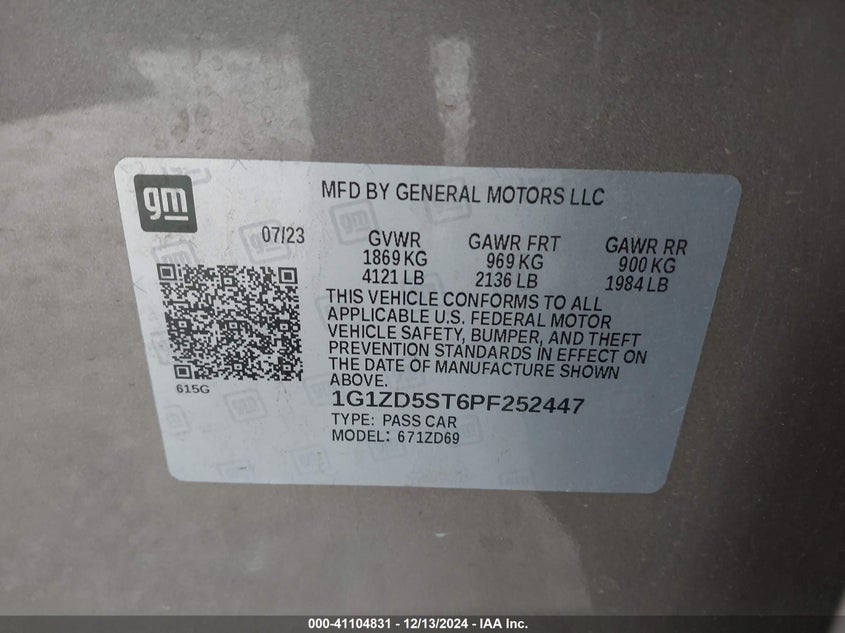 gm
MFD BY GENERAL MOTORS LLC
07/23
GVWR GAWR FRT GAWR RR
1869 KG 969 KG 900 KG
4121 LB 2136 LB 1984 LB
THIS VEHICLE CONFORMS TO ALL
APPLICABLE U.S. FEDERAL MOTOR
VEHICLE SAFETY, BUMPER, AND THEFT
PREVENTION STANDARDS IN EFFECT ON
THE DATE OF MANUFACTURE SHOWN
ABOVE.
615G
1G1ZD5ST6PF252447
TYPE: PASS CAR
MODEL: 671ZD69
000-41104831 - 12/13/2024 - IAA Inc.